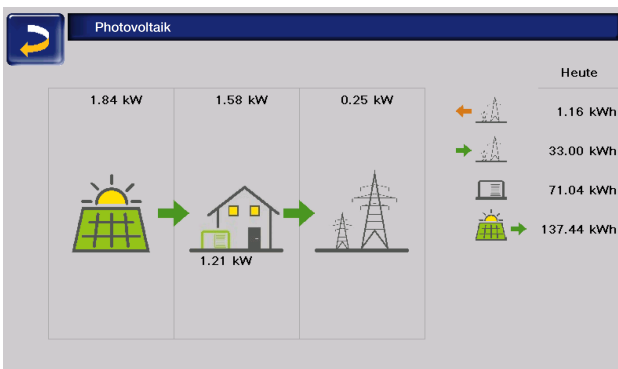 Photovoltaik
Heute
1.84 kW 1.58 kW 0.25 kW
1.16 kWh
33.00 kWh
71.04 kWh
137.44 kWh
1.21 kW